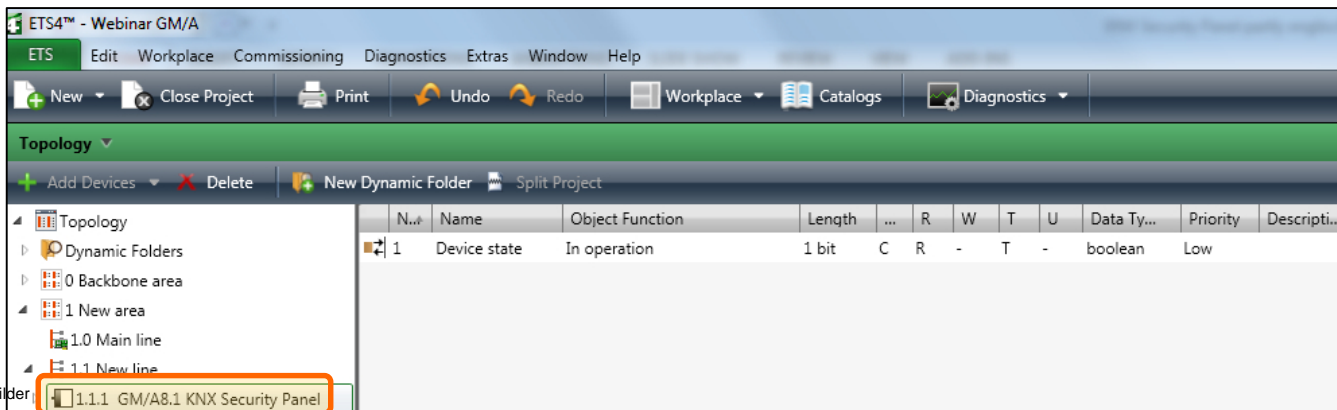 ETS4™ - Webinar GM/A
ETS Edit Workplace Commissioning Diagnostics Extras Window Help
New Close Project Print Undo Redo Workplace Catalogs Diagnostics
Topology
Add Devices Delete New Dynamic Folder Split Project
Topology
N.. Name Object Function Length ... R W T U Data Ty... Priority Descripti...
Dynamic Folders
1 Device state In operation 1 bit C R - T - boolean Low
0 Backbone area
1 New area
1.0 Main line
1.1 New line
ilder
1.1.1 GM/A8.1 KNX Security Panel